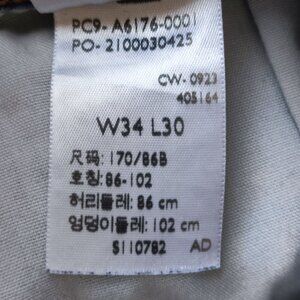 PC9-A6176-0001
PO-2100030425
CW-0923
405164
W34 L30
尺码: 170/86B
호칭: 86-102
허리둘레: 86 cm
엉덩이둘레: 102 cm
S110782 AD